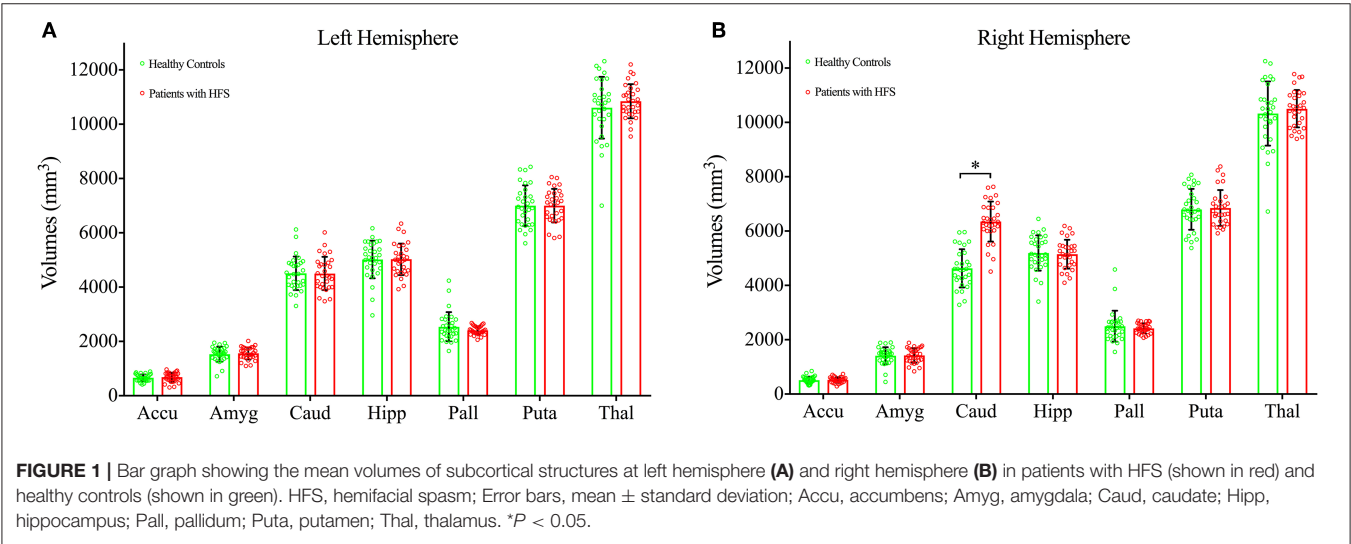 A
Left Hemisphere
Healthy Controls
Patients with HFS
Volumes (mm³)
12000
10000
8000
6000
4000
2000
0
Accu Amyg Caud Hipp Pall Puta Thal
B
Right Hemisphere
Healthy Controls
Patients with HFS
Volumes (mm³)
12000
10000
8000
6000
4000
2000
0
*
Accu Amyg Caud Hipp Pall Puta Thal
FIGURE 1 | Bar graph showing the mean volumes of subcortical structures at left hemisphere (A) and right hemisphere (B) in patients with HFS (shown in red) and
healthy controls (shown in green). HFS, hemifacial spasm; Error bars, mean ± standard deviation; Accu, accumbens; Amyg, amygdala; Caud, caudate; Hipp,
hippocampus; Pall, pallidum; Puta, putamen; Thal, thalamus. *P < 0.05.